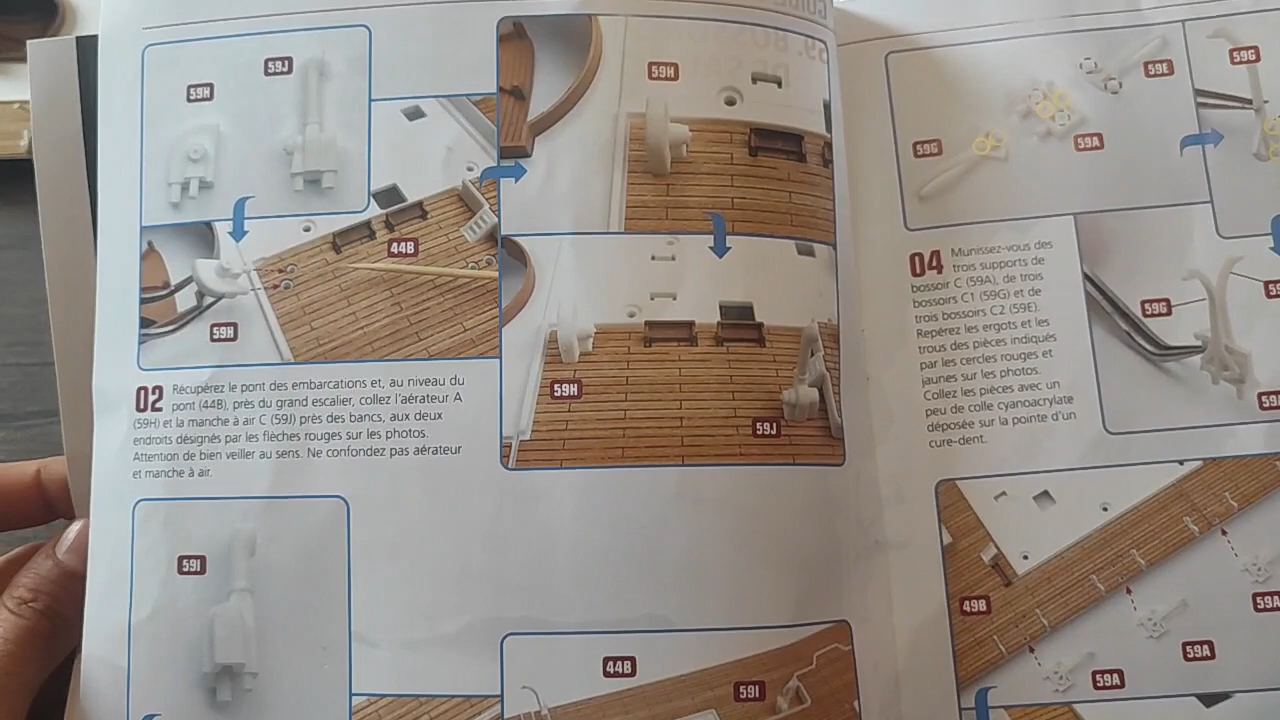 59H
59J
44B
59H
59H
59H
59J
02 Récupérez le pont des embarcations et, au niveau du
pont (44B), près du grand escalier, collez l'aérateur A
(59H) et la manche à air C (59J) près des bancs, aux deux
endroits désignés par les flèches rouges sur les photos.
Attention de bien veiller au sens. Ne confondez pas aérateur
et manche à air.
59I
44B
59I
59E
59G
59A
59G
04 Munissez-vous des
trois supports de
bossoir C (59A), de trois
bossoirs C1 (59G) et de
trois bossoirs C2 (59E).
Repérez les ergots et les
trous des pièces indiqués
par les cercles rouges et
jaunes sur les photos.
Collez les pièces avec un
peu de colle cyanoacrylate
déposée sur la pointe d'un
cure-dent.
59G
49B
59A
59A